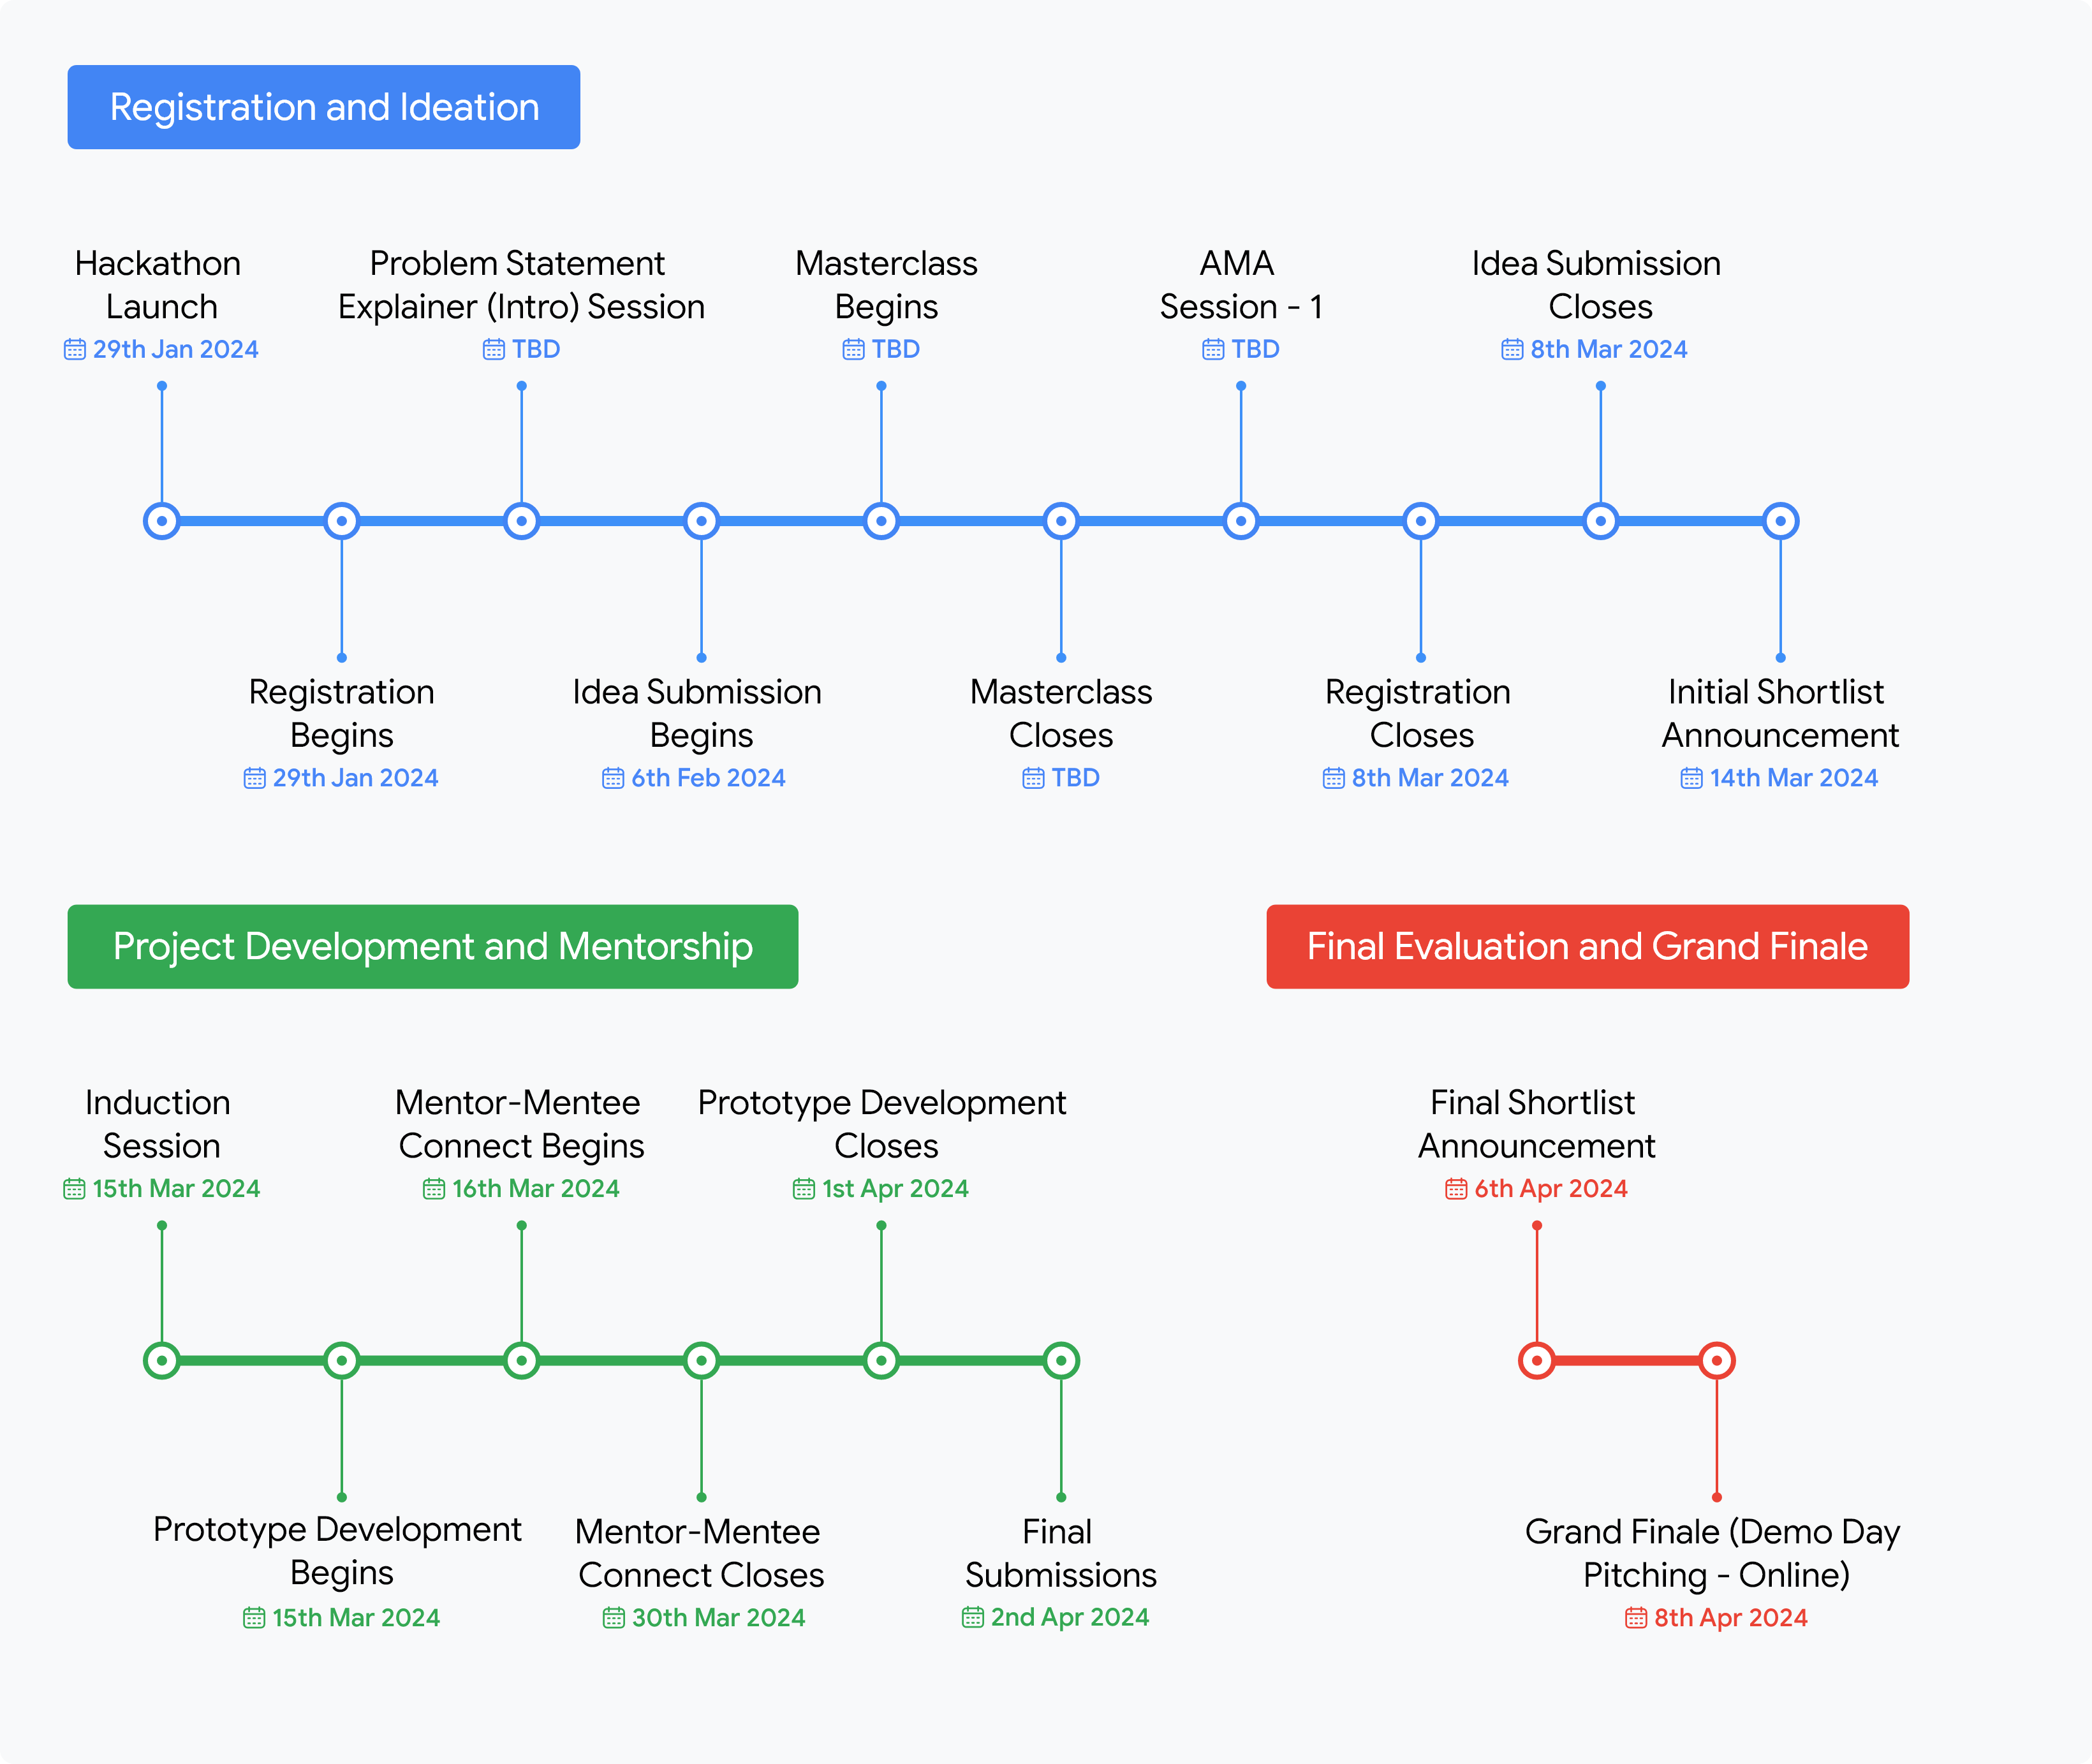 Registration and Ideation
Hackathon
Launch
29th Jan 2024
Problem Statement
Explainer (Intro) Session
TBD
Masterclass
Begins
TBD
AMA
Session - 1
TBD
Idea Submission
Closes
8th Mar 2024
Registration
Begins
29th Jan 2024
Idea Submission
Begins
6th Feb 2024
Masterclass
Closes
TBD
Registration
Closes
8th Mar 2024
Initial Shortlist
Announcement
14th Mar 2024
Project Development and Mentorship
Induction
Session
15th Mar 2024
Mentor-Mentee
Connect Begins
16th Mar 2024
Prototype Development
Closes
1st Apr 2024
Prototype Development
Begins
15th Mar 2024
Mentor-Mentee
Connect Closes
30th Mar 2024
Final
Submissions
2nd Apr 2024
Final Evaluation and Grand Finale
Final Shortlist
Announcement
6th Apr 2024
Grand Finale (Demo Day
Pitching - Online)
8th Apr 2024